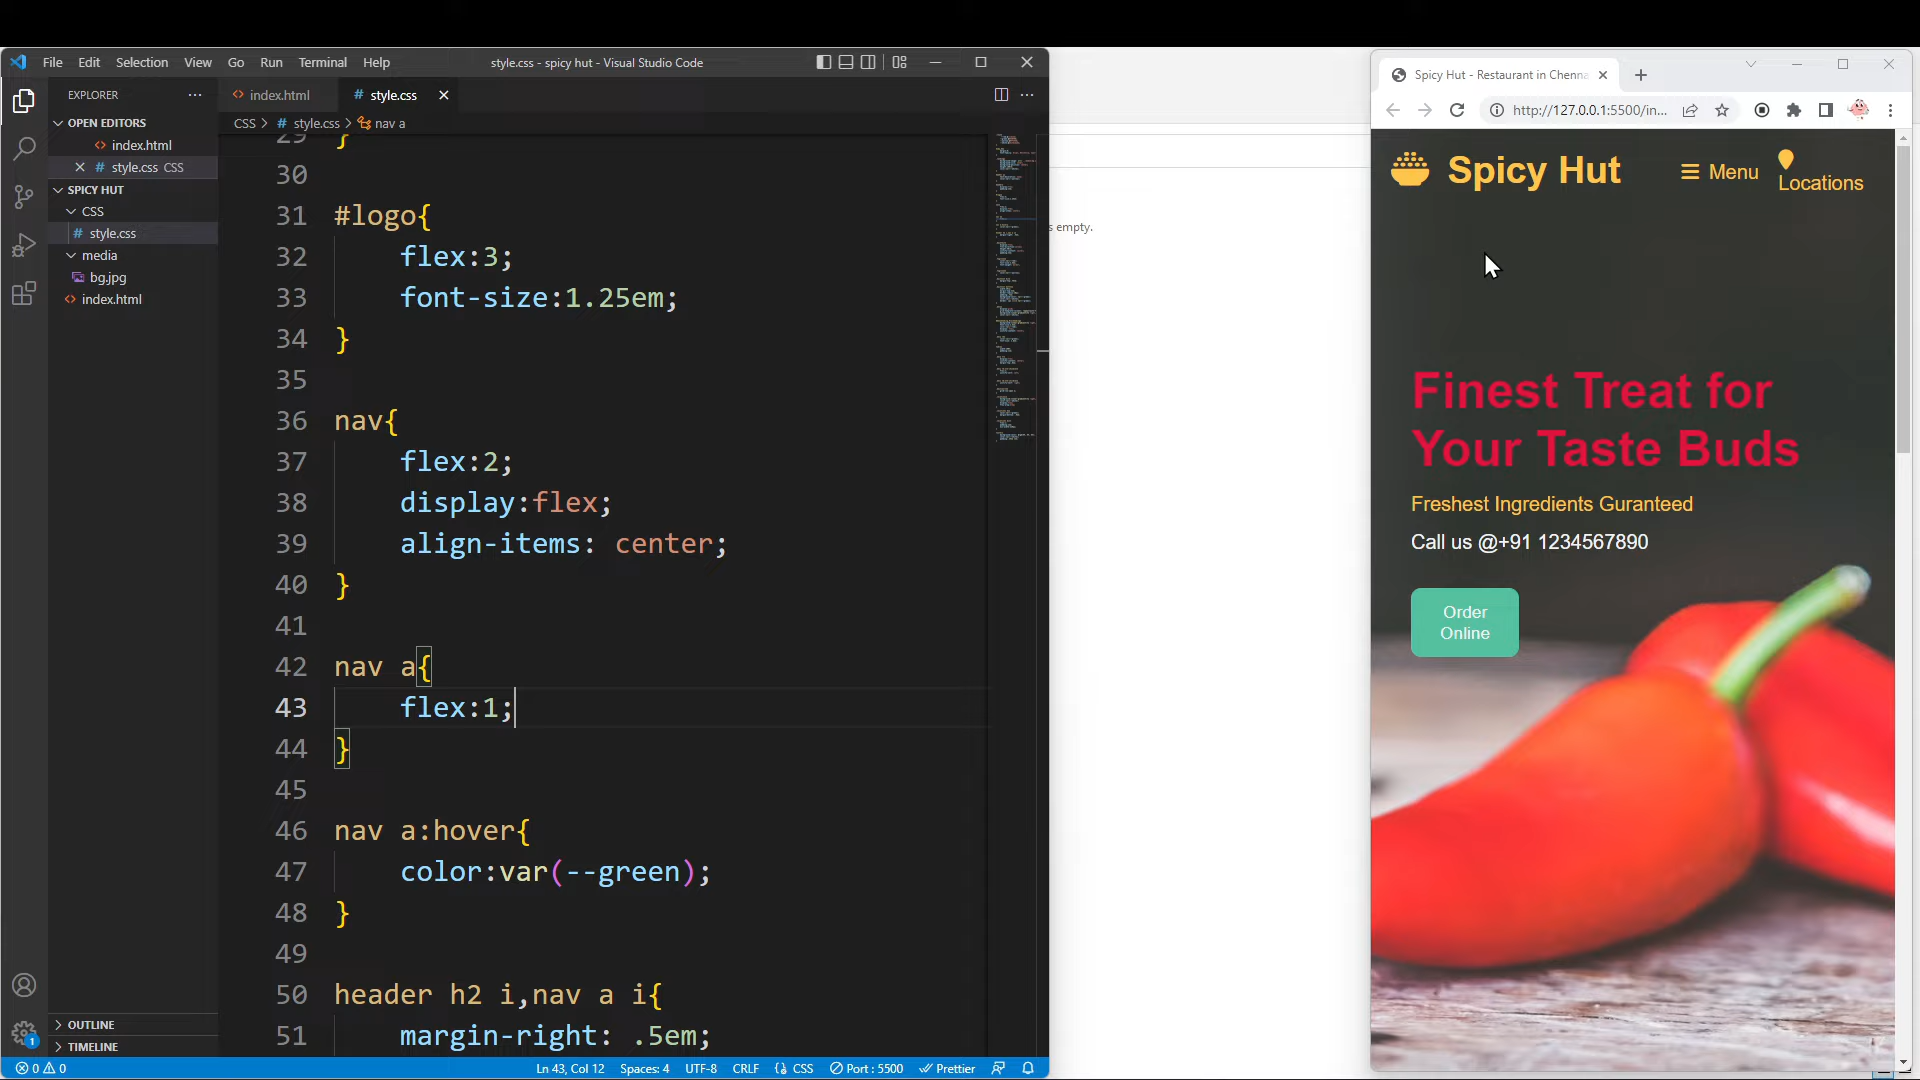 File Edit Selection View Go Run Terminal Help
style.css - spicy hut - Visual Studio Code
EXPLORER
OPEN EDITORS
index.html
style.css CSS
SPICY HUT
CSS
style.css
media
bg.jpg
index.html
OUTLINE
TIMELINE
index.html
style.css
CSS > # style.css > nav a
29 }
30
31 #logo{
32 flex:3;
33 font-size:1.25em;
34 }
35
36 nav{
37 flex:2;
38 display:flex;
39 align-items: center;
40 }
41
42 nav a{
43 flex:1;
44 }
45
46 nav a:hover{
47 color:var(--green);
48 }
49
50 header h2 i,nav a i{
51 margin-right: .5em;
0 0
Ln 43, Col 12 Spaces: 4 UTF-8 CRLF {} CSS Port : 5500 Prettier
1
s empty.
Spicy Hut - Restaurant in Chenna
http://127.0.0.1:5500/in...
Spicy Hut
Menu
Locations
Finest Treat for
Your Taste Buds
Freshest Ingredients Guranteed
Call us @+91 1234567890
Order
Online